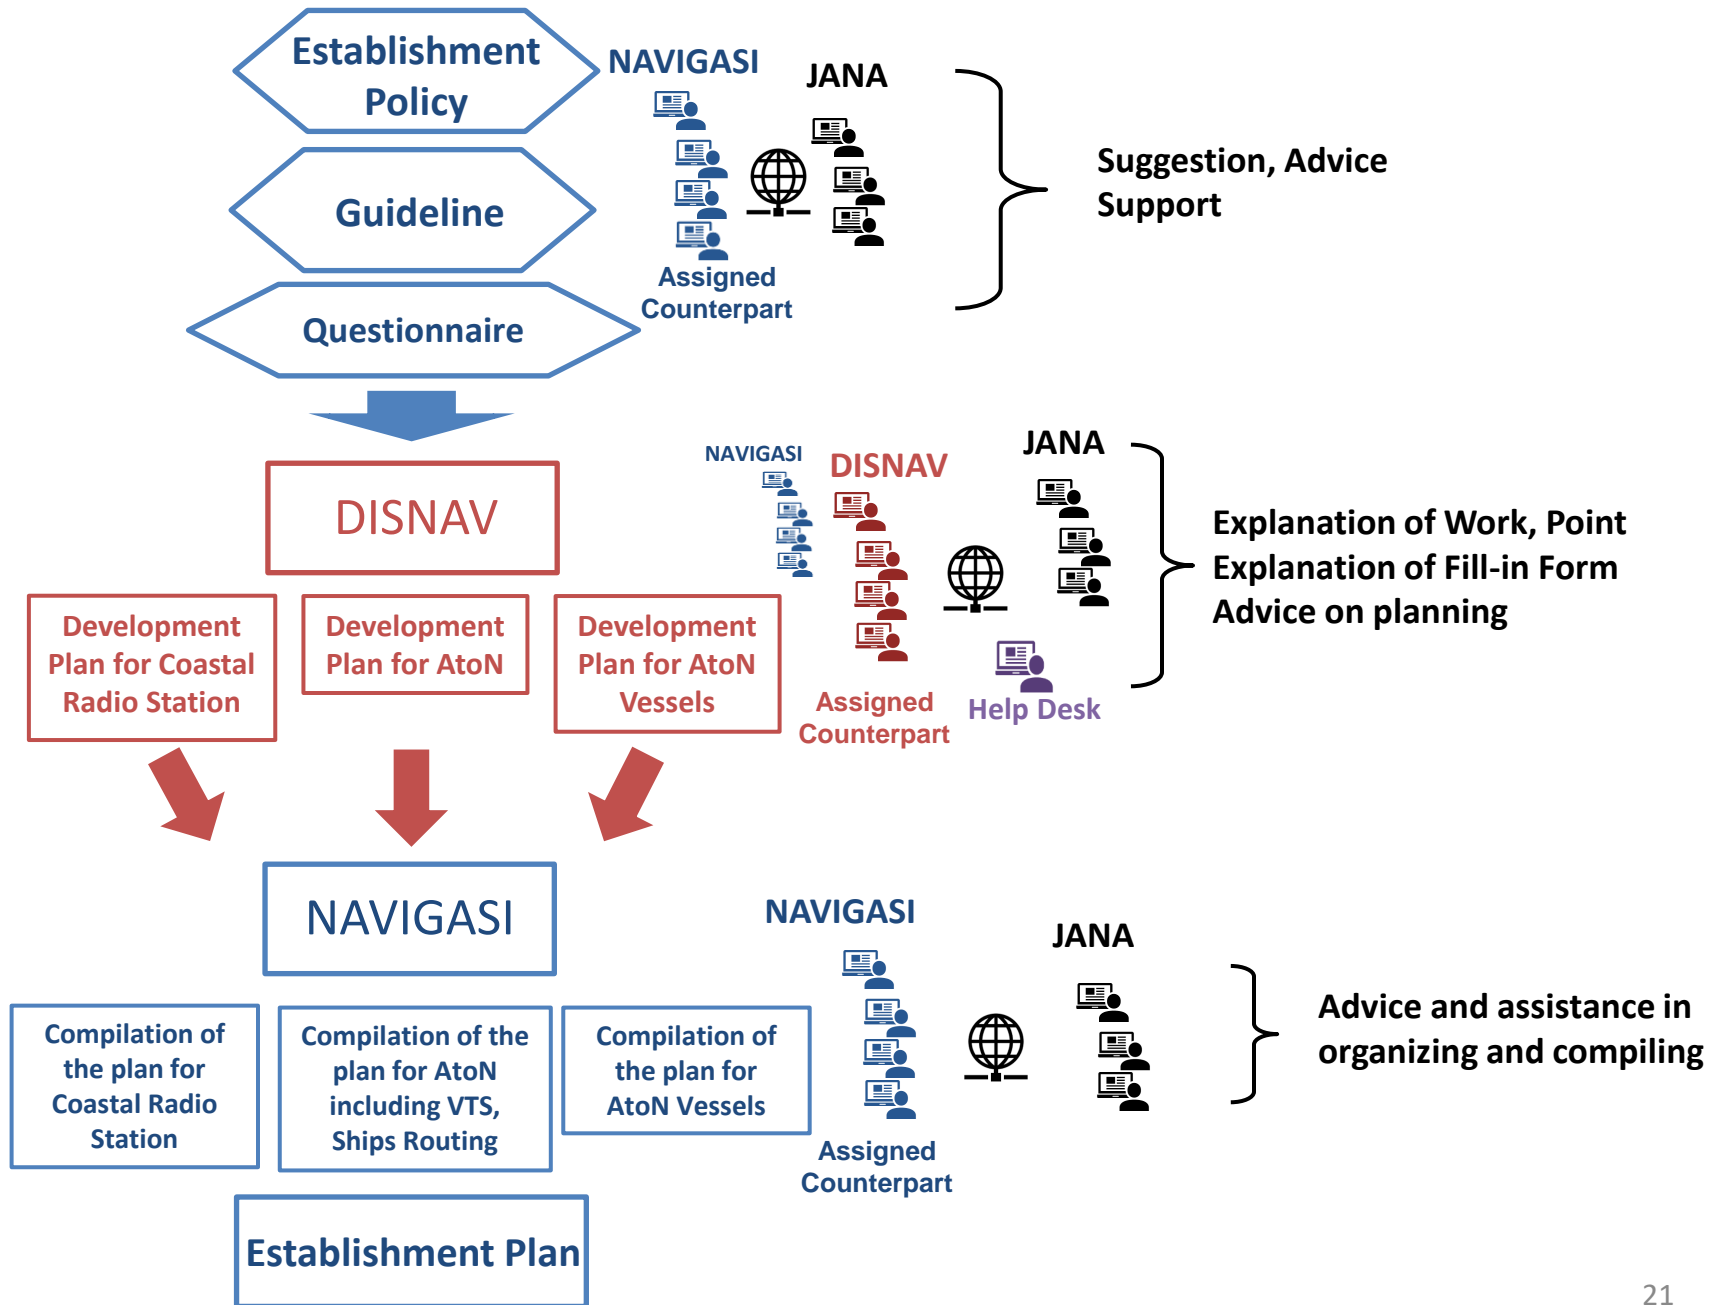 Establishment
Policy
NAVIGASI
JANA
Guideline
Suggestion, Advice
Support
Assigned
Counterpart
Questionnaire
DISNAV
NAVIGASI
DISNAV
JANA
Explanation of Work, Point
Explanation of Fill-in Form
Advice on planning
Development
Plan for Coastal
Radio Station
Development
Plan for AtoN
Development
Plan for AtoN
Vessels
Assigned
Counterpart
Help Desk
NAVIGASI
NAVIGASI
JANA
Advice and assistance in
organizing and compiling
Compilation of
the plan for
Coastal Radio
Station
Compilation of the
plan for AtoN
including VTS,
Ships Routing
Compilation of
the plan for
AtoN Vessels
Assigned
Counterpart
Establishment Plan
21